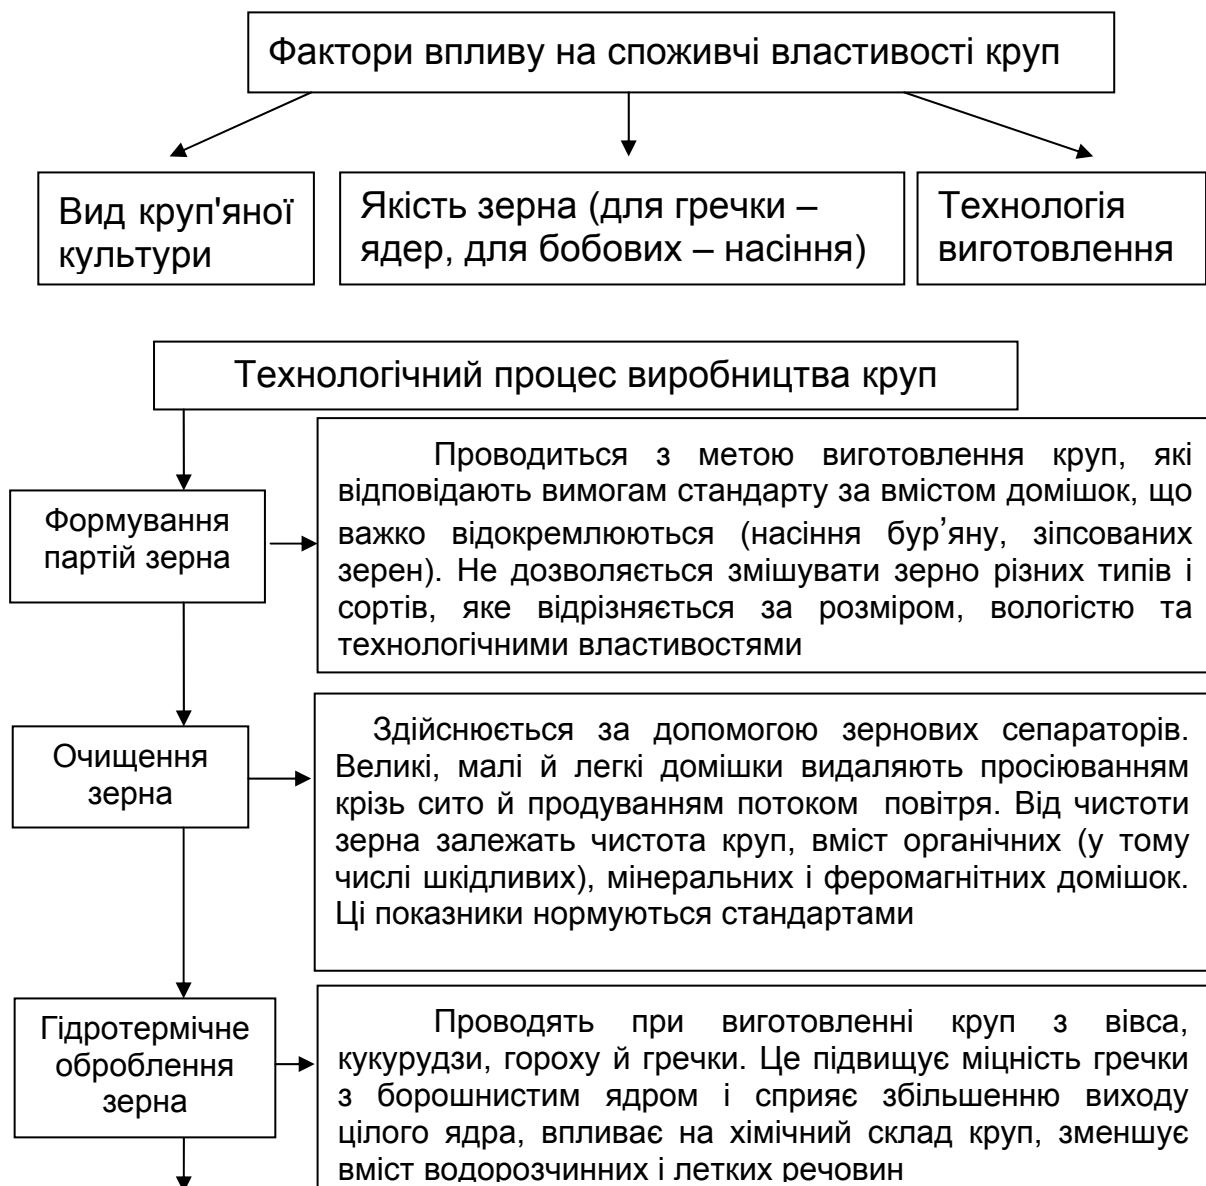 Фактори впливу на споживчі властивості круп
Вид круп'яної
культури
Якість зерна (для гречки –
ядер, для бобових – насіння)
Технологія
виготовлення
Технологічний процес виробництва круп
Формування
партій зерна
Проводиться з метою виготовлення круп, які
відповідають вимогам стандарту за вмістом домішок, що
важко відокремлюються (насіння бур’яну, зіпсованих
зерен). Не дозволяється змішувати зерно різних типів і
сортів, яке відрізняється за розміром, вологістю та
технологічними властивостями
Очищення
зерна
Здійснюється за допомогою зернових сепараторів.
Великі, малі й легкі домішки видаляють просіюванням
крізь сито й продуванням потоком повітря. Від чистоти
зерна залежать чистота круп, вміст органічних (у тому
числі шкідливих), мінеральних і феромагнітних домішок.
Ці показники нормуються стандартами
Гідротермічне
оброблення
зерна
Проводять при виготовленні круп з вівса,
кукурудзи, гороху й гречки. Це підвищує міцність гречки
з борошнистим ядром і сприяє збільшенню виходу
цілого ядра, впливає на хімічний склад круп, зменшує
вміст водорозчинних і летких речовин